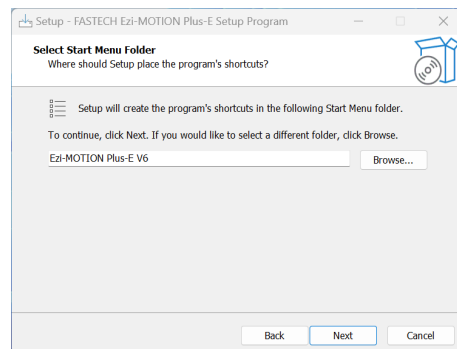 Setup - FASTECH Ezi-MOTION Plus-E Setup Program
Select Start Menu Folder
Where should Setup place the program's shortcuts?
Setup will create the program's shortcuts in the following Start Menu folder.
To continue, click Next. If you would like to select a different folder, click Browse.
Ezi-MOTION Plus-E V6
Browse...
Back
Next
Cancel